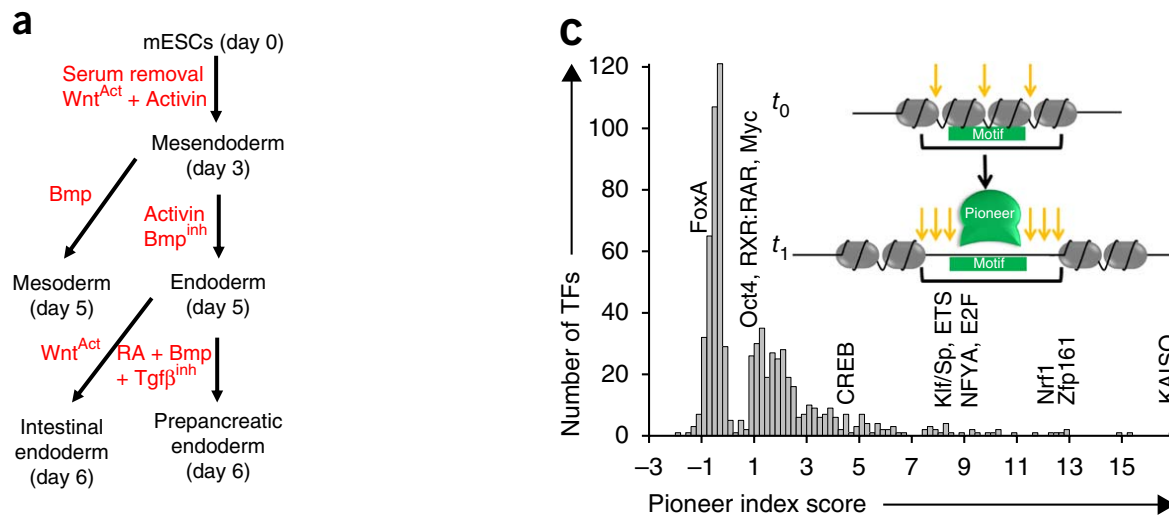 a
mESCs (day 0)
Serum removal
Wnt^Act + Activin
Mesendoderm
(day 3)
Bmp
Activin
Bmp^inh
Mesoderm
(day 5)
Endoderm
(day 5)
Wnt^Act
RA + Bmp
+ Tgfβ^inh
Intestinal
endoderm
(day 6)
Prepancreatic
endoderm
(day 6)
c
Number of TFs
120
100
80
60
40
20
0
−3
−1
1
3
5
7
9
11
13
15
Pioneer index score
FoxA
Oct4, RXR:RAR, Myc
CREB
Klf/Sp, ETS
NFYA, E2F
Nrf1
Zfp161
KAISO
t0
Motif
Pioneer
t1
Motif